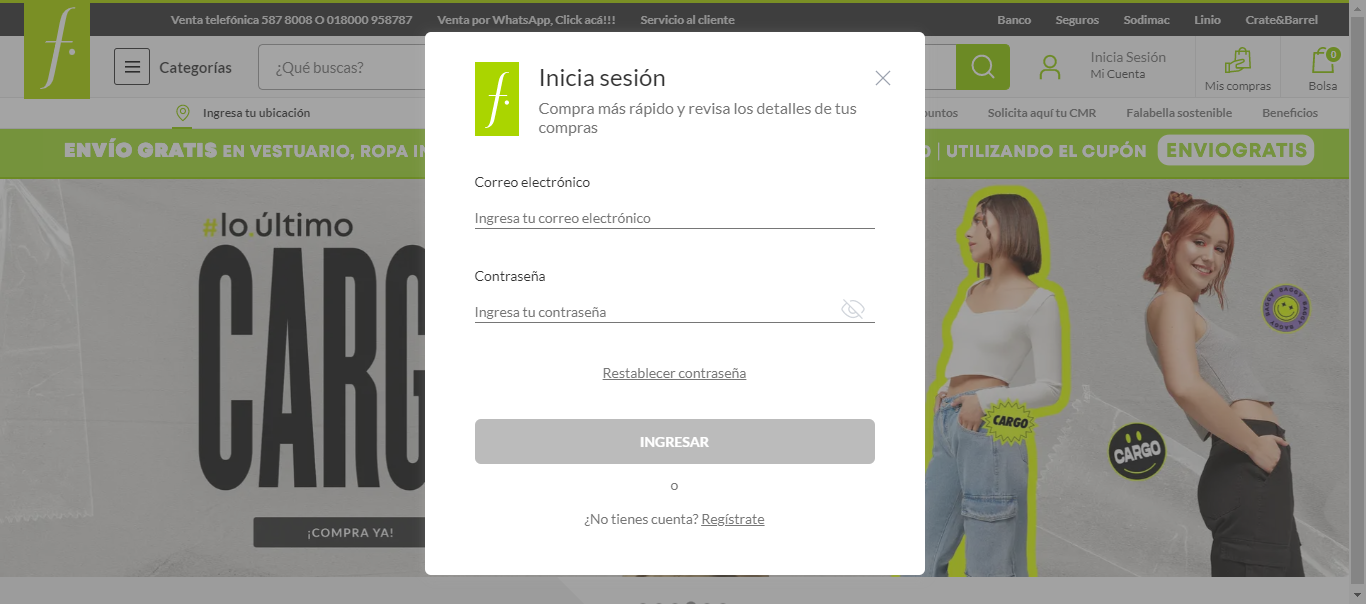 Venta telefónica 587 8008 O 018000 958787
Venta por WhatsApp, Click acá!!!
Servicio al cliente
Banco
Seguros
Sodimac
Linio
Crate&Barrel
f.
Categorías
¿Qué buscas?
Inicia Sesión
Mi Cuenta
Mis compras
0
Bolsa
Ingresa tu ubicación
Solicita aquí tu CMR
Falabella sostenible
Beneficios
ENVÍO GRATIS EN VESTUARIO, ROPA
| UTILIZANDO EL CUPÓN ENVIOGRATIS
#lo.último
CARGO
¡COMPRA YA!
CARGO
CARGO
BAGGY BAGGY BAGGY
f.
Inicia sesión
Compra más rápido y revisa los detalles de tus
compras
Correo electrónico
Ingresa tu correo electrónico
Contraseña
Ingresa tu contraseña
Restablecer contraseña
INGRESAR
o
¿No tienes cuenta? Regístrate